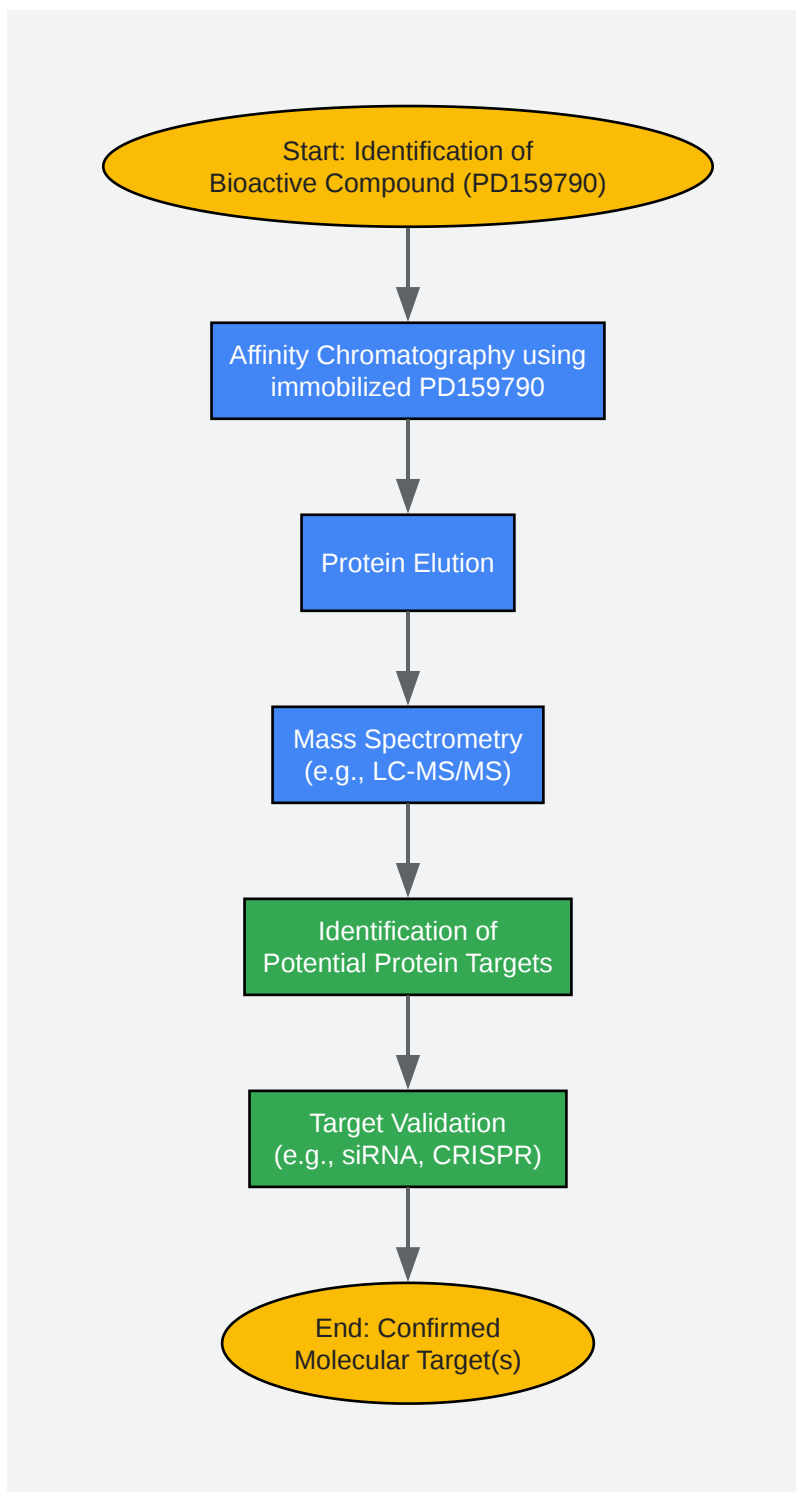 Start: Identification of
Bioactive Compound (PD159790)
Affinity Chromatography using
immobilized PD159790
Protein Elution
Mass Spectrometry
(e.g., LC-MS/MS)
Identification of
Potential Protein Targets
Target Validation
(e.g., siRNA, CRISPR)
End: Confirmed
Molecular Target(s)